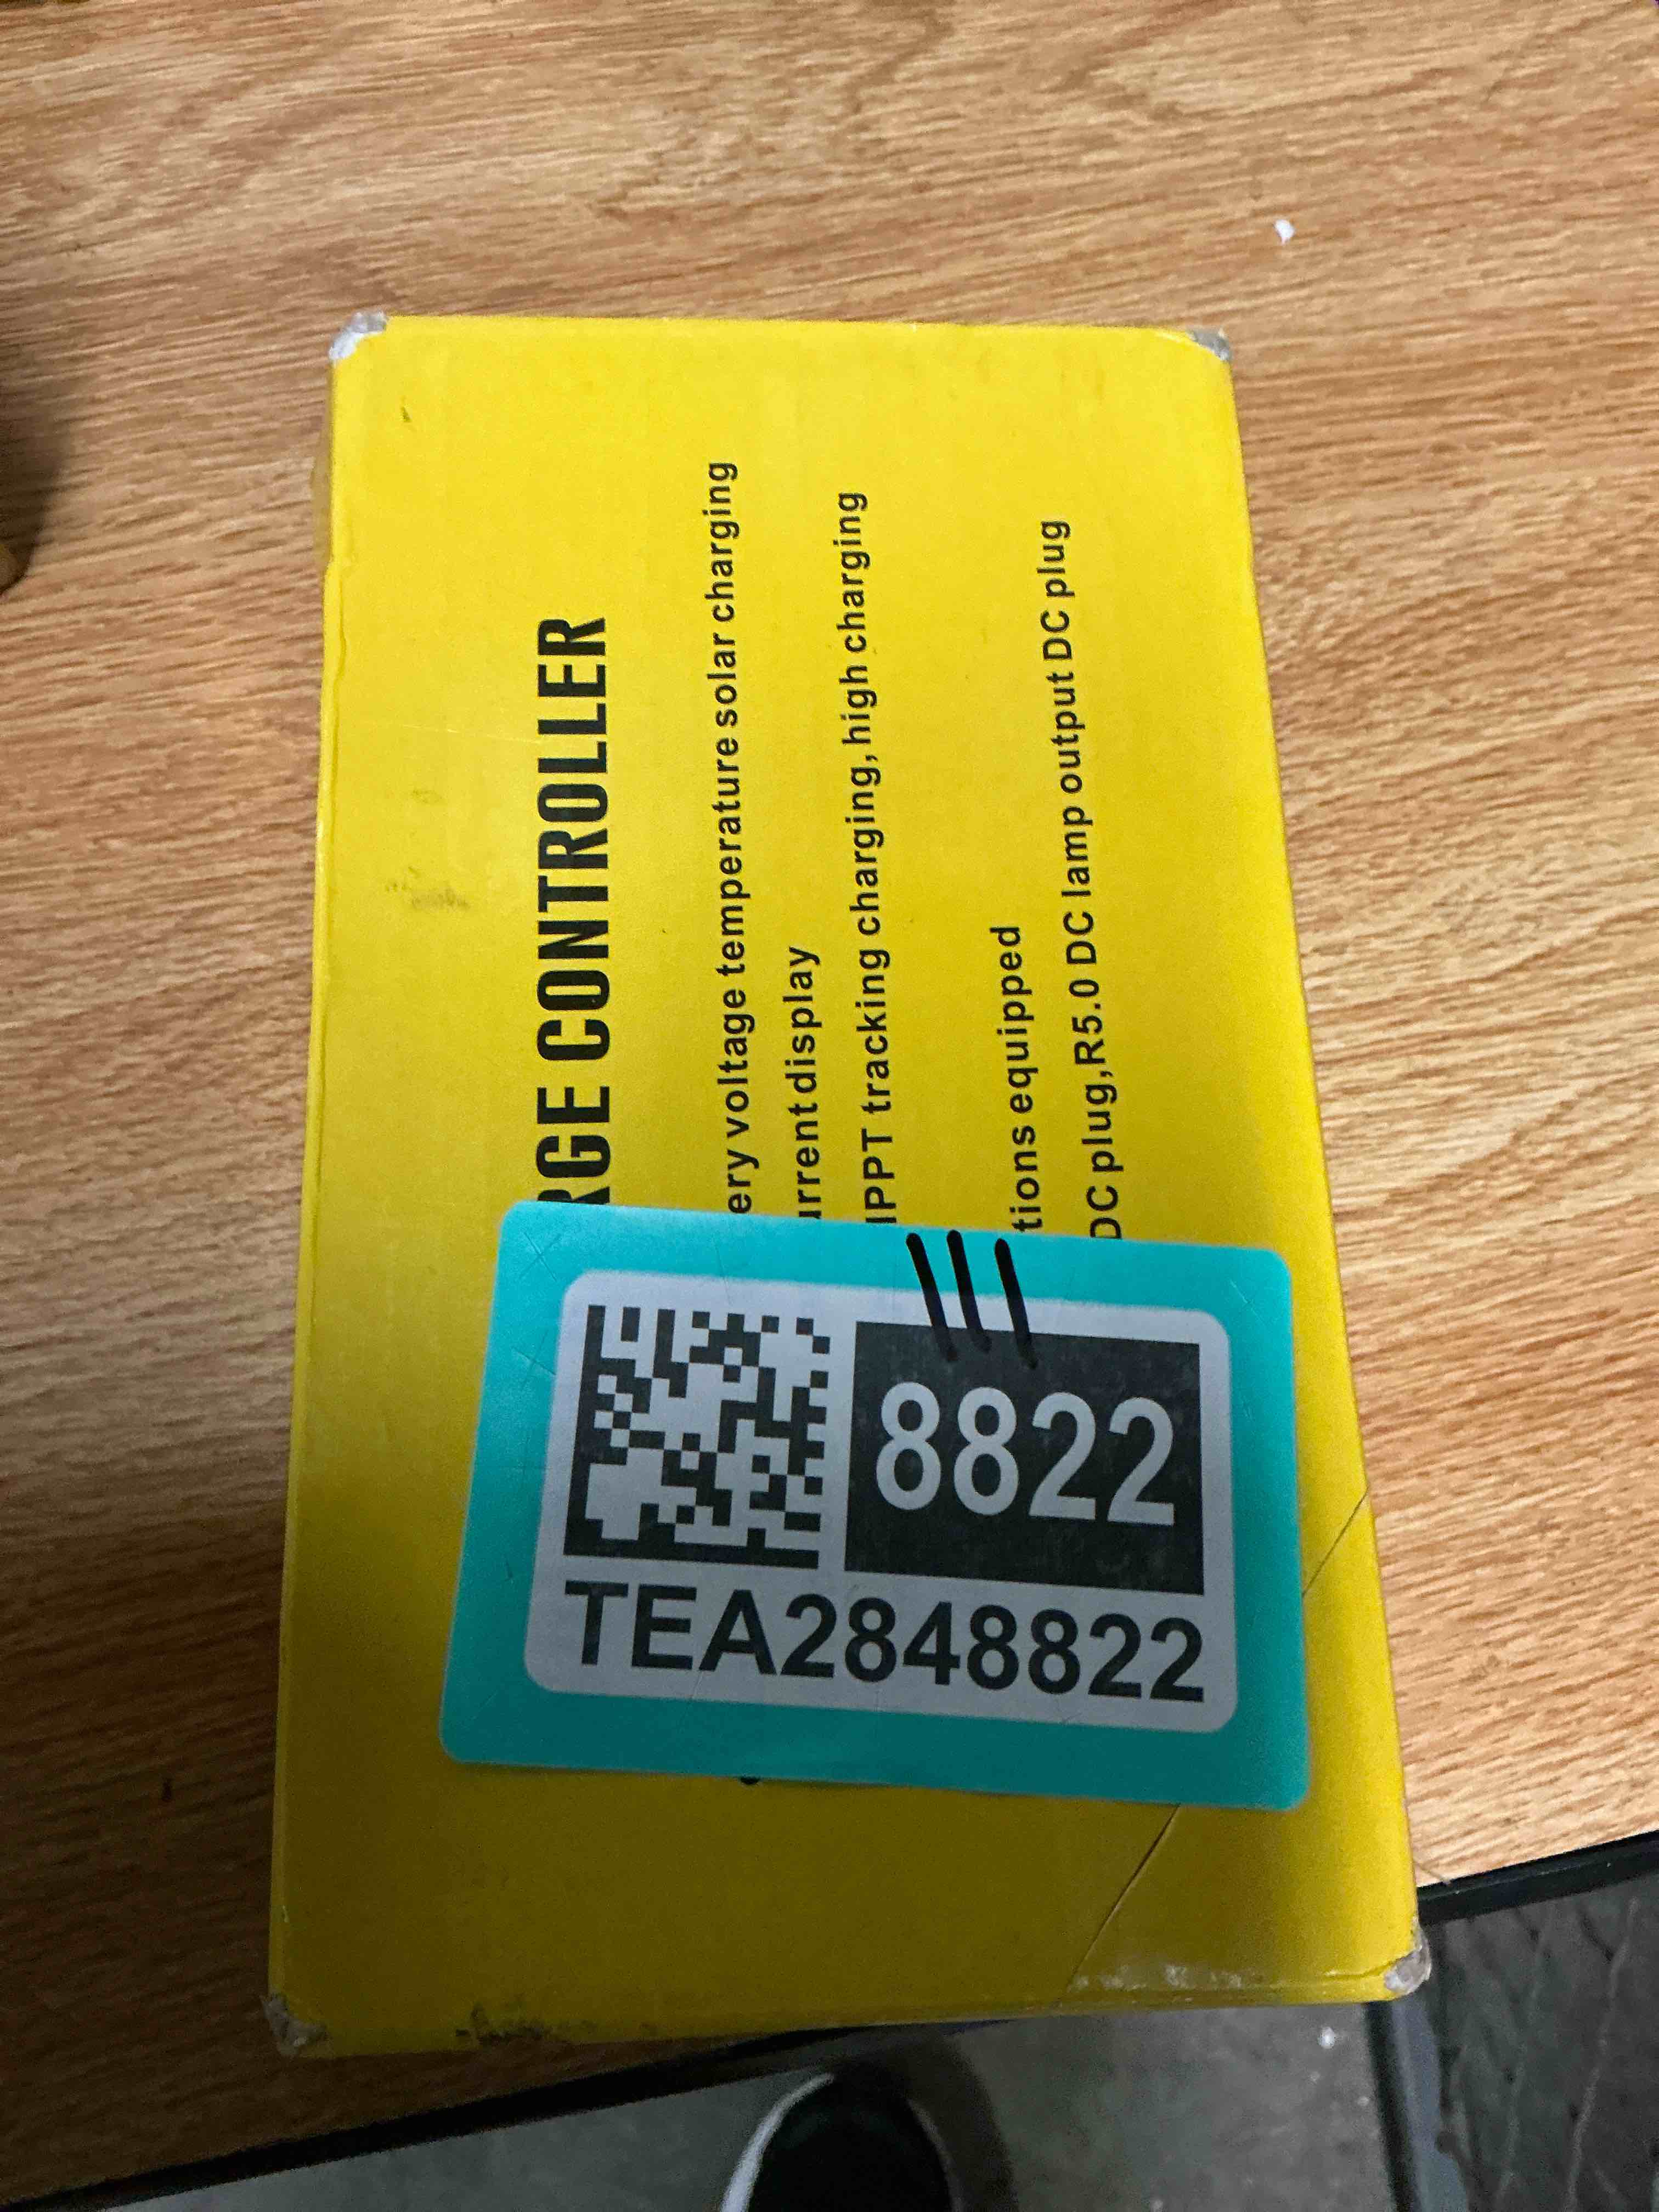 RGE CONTROLLER
ery voltage temperature solar charging
urrent display
PPT tracking charging, high charging
tions equipped
DC plug, R5.0 DC lamp output DC plug
8822
TEA2848822